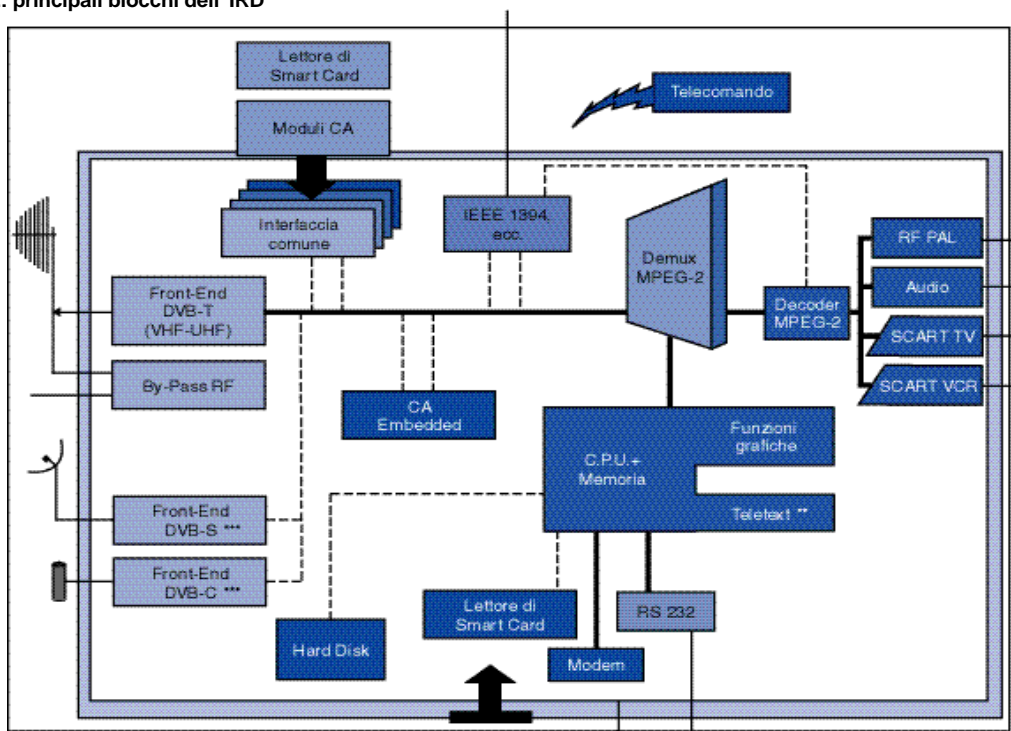 : principali blocchi dell' IRD
Lettore di
Smart Card
Moduli CA
Telecomando
Interfaccia
comune
IEEE 1394,
ecc.
Demux
MPEG-2
RF PAL
Audio
Decoder
MPEG-2
SCART TV
SCART VCR
Front-End
DVB-T
(VHF-UHF)
By-Pass RF
CA
Embedded
Funzioni
grafiche
C.P.U.+
Memoria
Teletext **
Front-End
DVB-S ***
Front-End
DVB-C ***
Lettore di
Smart Card
RS 232
Hard Disk
Modem